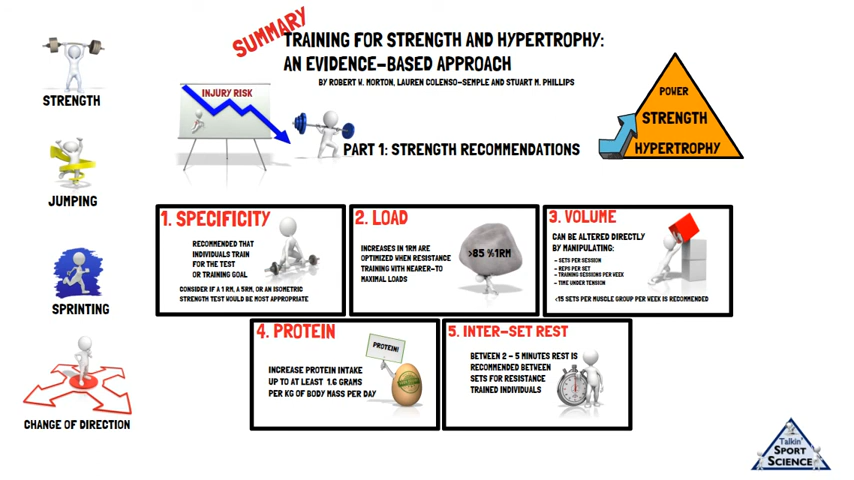 SUMMARY
TRAINING FOR STRENGTH AND HYPERTROPHY:
AN EVIDENCE-BASED APPROACH
BY ROBERT W. MORTON, LAUREN COLENSO-SEMPLE AND STUART M. PHILLIPS
INJURY RISK
PART 1: STRENGTH RECOMMENDATIONS
POWER
STRENGTH
HYPERTROPHY
STRENGTH
JUMPING
SPRINTING
CHANGE OF DIRECTION
1. SPECIFICITY
RECOMMENDED THAT
INDIVIDUALS TRAIN
FOR THE TEST
OR TRAINING GOAL
CONSIDER IF A 1 RM, A 5RM, OR AN ISOMETRIC
STRENGTH TEST WOULD BE MOST APPROPRIATE
2. LOAD
INCREASES IN 1RM ARE
OPTIMIZED WHEN RESISTANCE
TRAINING WITH NEARER-TO
MAXIMAL LOADS
>85 %1RM
3. VOLUME
CAN BE ALTERED DIRECTLY
BY MANIPULATING:
- SETS PER SESSION
- REPS PER SET
- TRAINING SESSIONS PER WEEK
- TIME UNDER TENSION
<15 SETS PER MUSCLE GROUP PER WEEK IS RECOMMENDED
4. PROTEIN
INCREASE PROTEIN INTAKE
UP TO AT LEAST 1.6 GRAMS
PER KG OF BODY MASS PER DAY
PROTEIN!
5. INTER-SET REST
BETWEEN 2 - 5 MINUTES REST IS
RECOMMENDED BETWEEN
SETS FOR RESISTANCE
TRAINED INDIVIDUALS
Talkin'
SPORT
SCIENCE